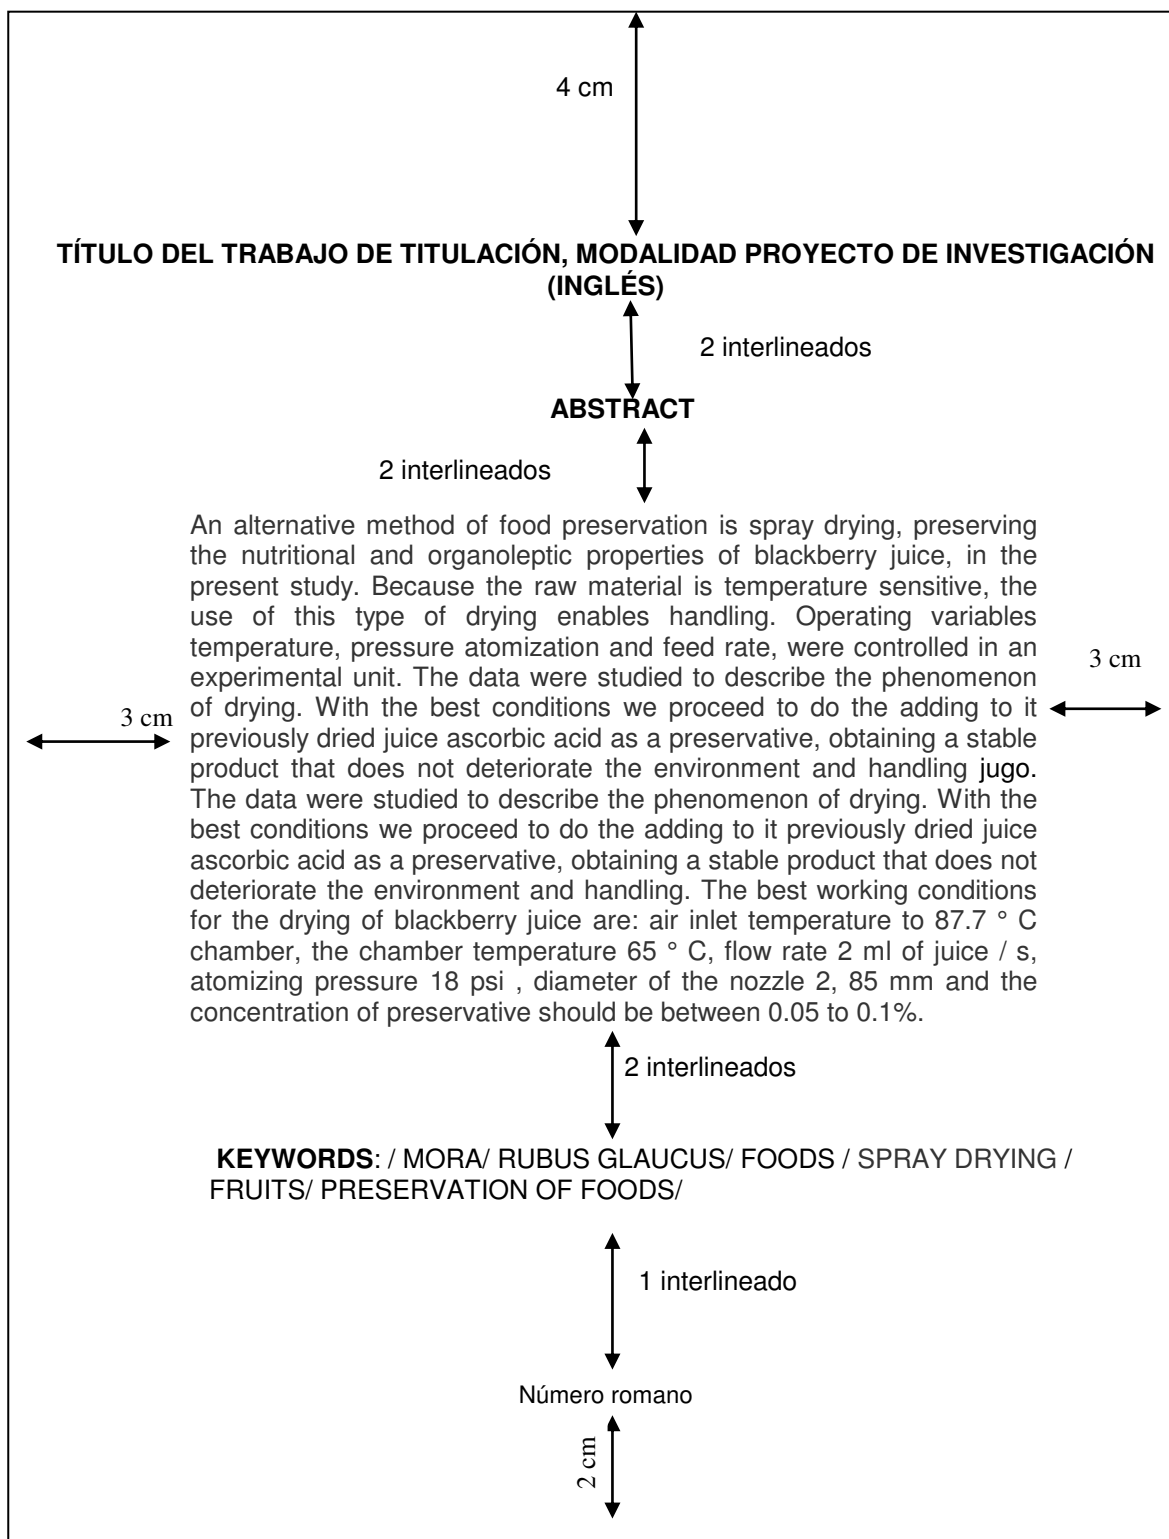 4 cm
TÍTULO DEL TRABAJO DE TITULACIÓN, MODALIDAD PROYECTO DE INVESTIGACIÓN
(INGLÉS)
2 interlineados
ABSTRACT
2 interlineados
An alternative method of food preservation is spray drying, preserving
the nutritional and organoleptic properties of blackberry juice, in the
present study. Because the raw material is temperature sensitive, the
use of this type of drying enables handling. Operating variables
temperature, pressure atomization and feed rate, were controlled in an
experimental unit. The data were studied to describe the phenomenon
of drying. With the best conditions we proceed to do the adding to it
previously dried juice ascorbic acid as a preservative, obtaining a stable
product that does not deteriorate the environment and handling jugo.
The data were studied to describe the phenomenon of drying. With the
best conditions we proceed to do the adding to it previously dried juice
ascorbic acid as a preservative, obtaining a stable product that does not
deteriorate the environment and handling. The best working conditions
for the drying of blackberry juice are: air inlet temperature to 87.7 ° C
chamber, the chamber temperature 65 ° C, flow rate 2 ml of juice / s,
atomizing pressure 18 psi , diameter of the nozzle 2, 85 mm and the
concentration of preservative should be between 0.05 to 0.1%.
3 cm
3 cm
2 interlineados
KEYWORDS: / MORA/ RUBUS GLAUCUS/ FOODS / SPRAY DRYING /
FRUITS/ PRESERVATION OF FOODS/
1 interlineado
Número romano
2 cm